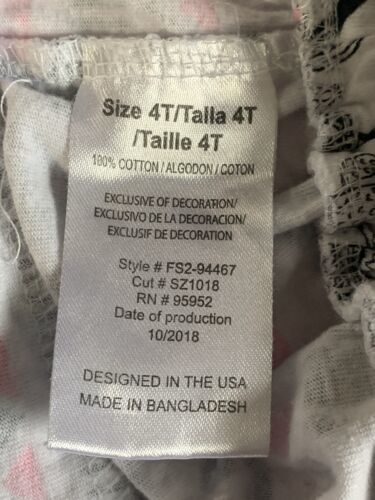 Size 4T/Talla 4T
/Taille 4T
100% COTTON / ALGODON / COTON
EXCLUSIVE OF DECORATION/
EXCLUSIVO DE LA DECORACION/
EXCLUSIF DE DECORATION
Style # FS2-94467
Cut # SZ1018
RN # 95952
Date of production
10/2018
DESIGNED IN THE USA
MADE IN BANGLADESH